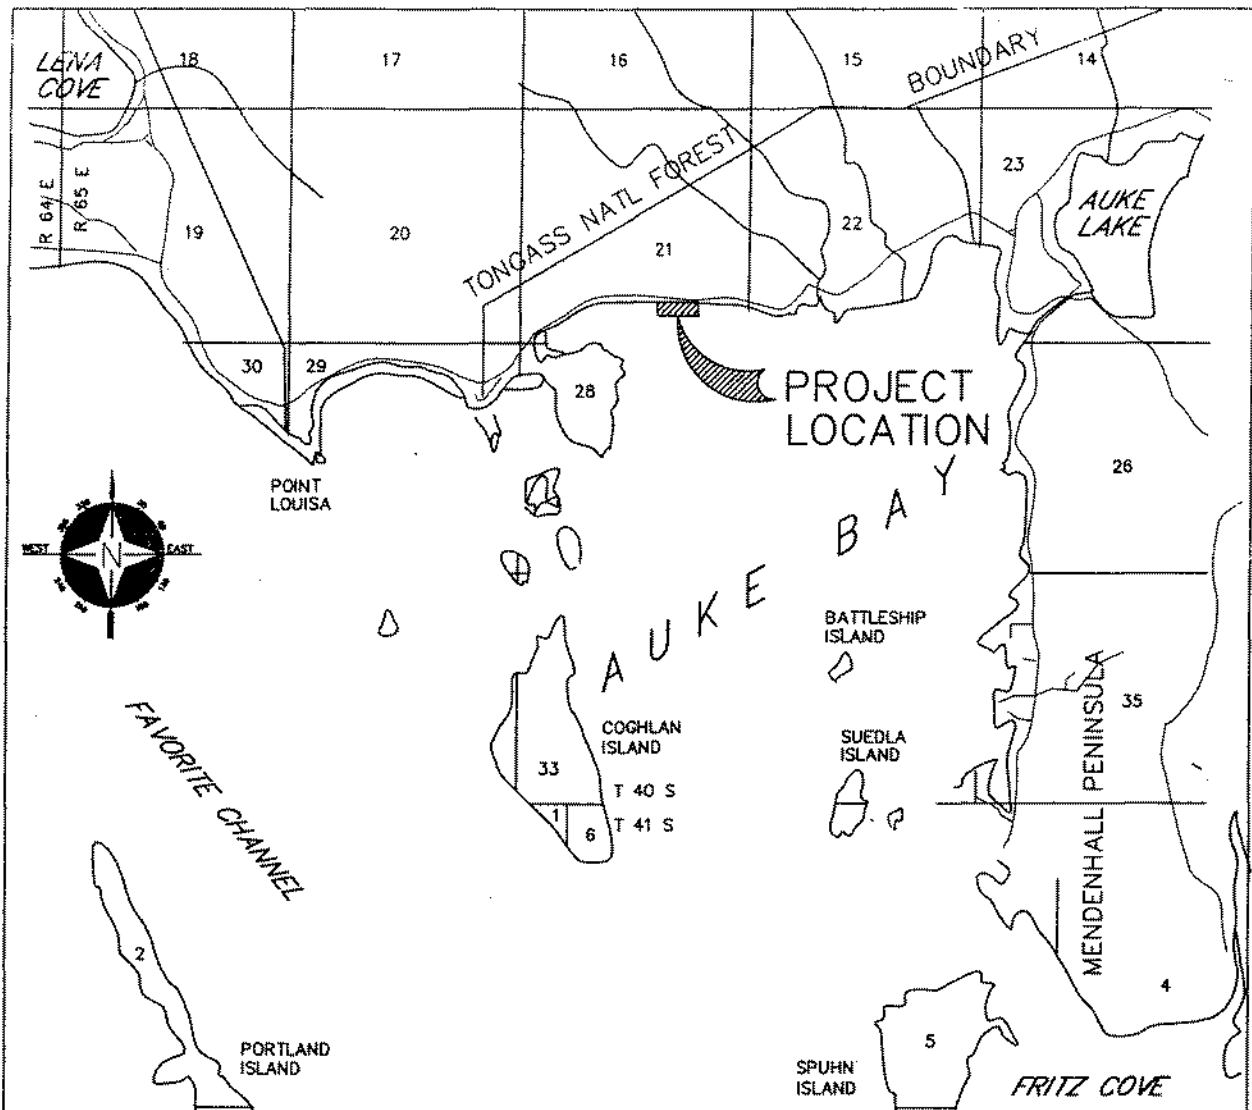 LENA
COVE
18
17
16
15
14
BOUNDARY
R 64 E
R 65 E
19
20
TONGASS NATL FOREST
21
22
23
AUKE
LAKE
30
29
28
PROJECT
LOCATION
26
POINT
LOUISA
WEST
N
EAST
AUKE BAY
BATTLESHIP
ISLAND
FAVORITE CHANNEL
COGHLAN
ISLAND
SUEDLA
ISLAND
MENDENHALL PENINSULA
35
33
T 40 S
1
6
T 41 S
2
4
5
PORTLAND
ISLAND
SPUHN
ISLAND
FRITZ COVE